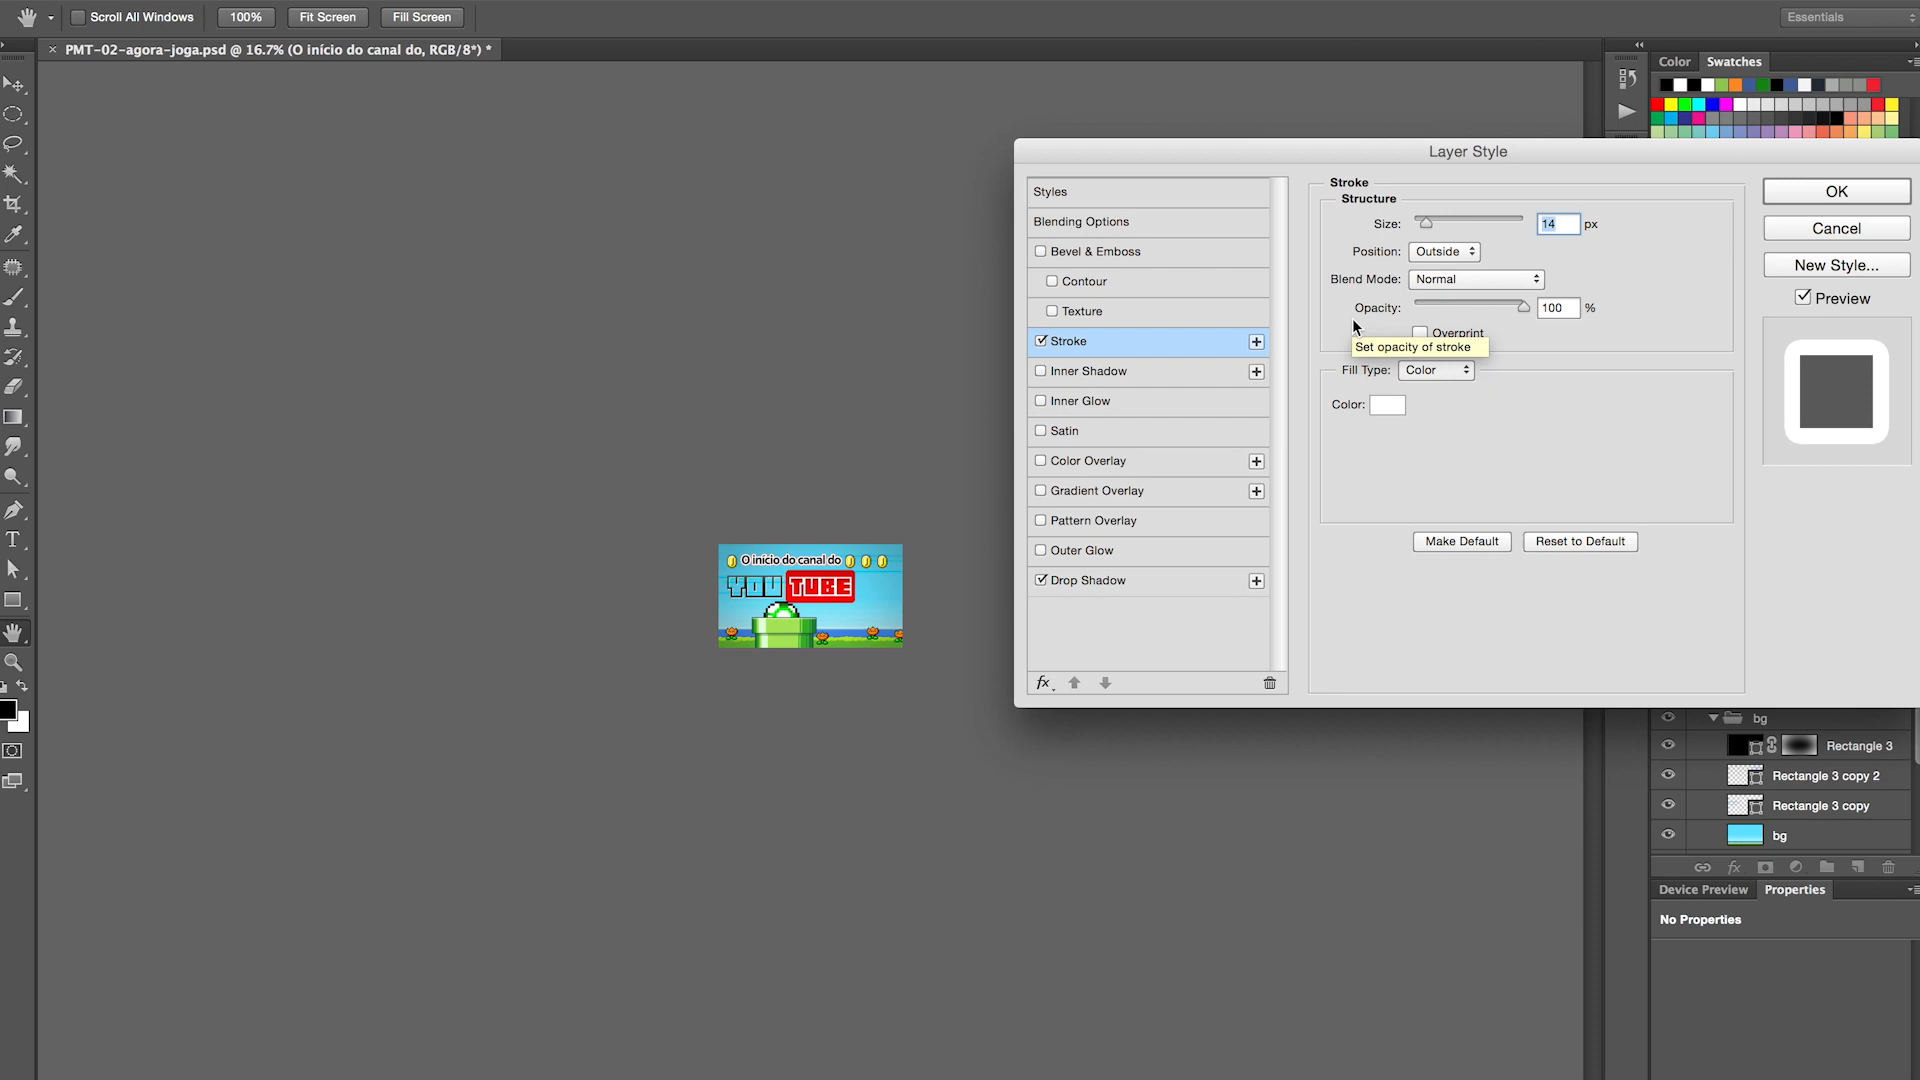 Scroll All Windows
100%
Fit Screen
Fill Screen
Essentials
× PMT-02-agora-joga.psd @ 16.7% (O início do canal do, RGB/8*) *
Color
Swatches
Layer Style
Styles
Blending Options
Bevel & Emboss
Contour
Texture
Stroke
Inner Shadow
Inner Glow
Satin
Color Overlay
Gradient Overlay
Pattern Overlay
Outer Glow
Drop Shadow
fx
Stroke
Structure
Size: 14 px
Position: Outside
Blend Mode: Normal
Opacity: 100 %
Overprint
Set opacity of stroke
Fill Type: Color
Color:
Make Default
Reset to Default
OK
Cancel
New Style...
Preview
O início do canal do
YOU TUBE
bg
Rectangle 3
Rectangle 3 copy 2
Rectangle 3 copy
bg
fx
Device Preview
Properties
No Properties